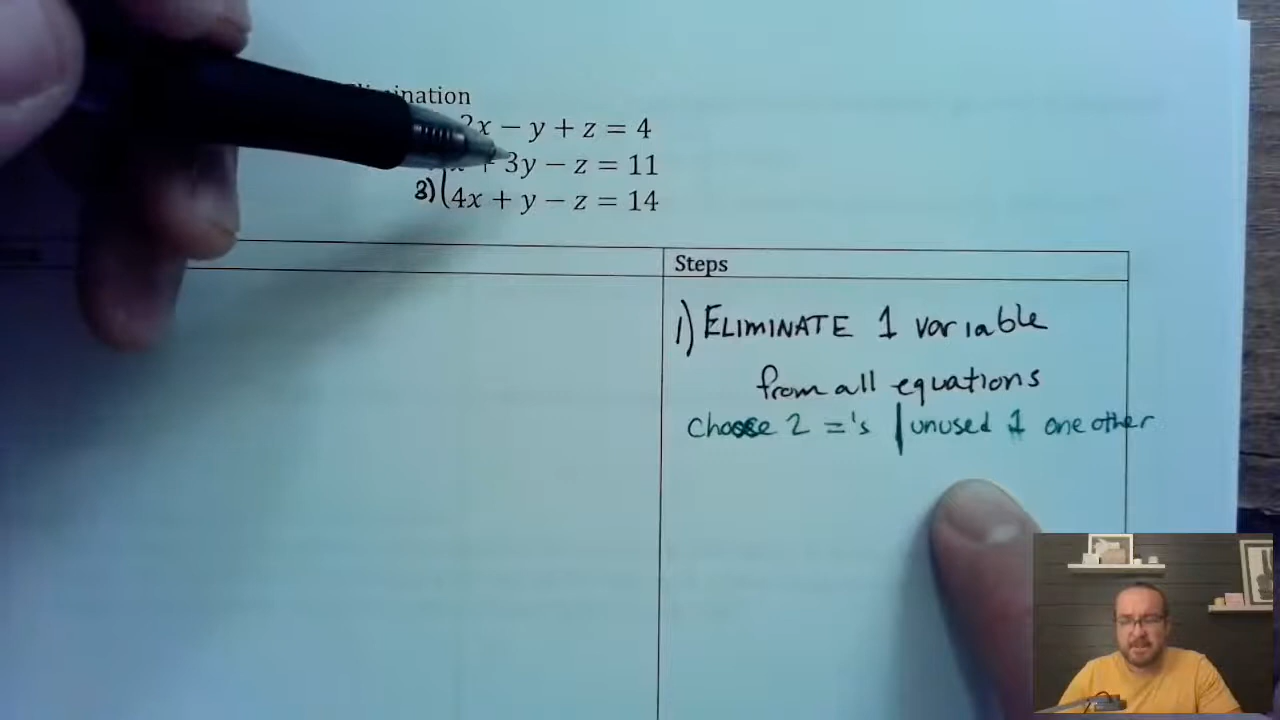 2x − y + z = 4
+ 3y − z = 11
3) 4x + y − z = 14
Steps
1) ELIMINATE 1 variable
from all equations
choose 2 ='s | unused 1 one other